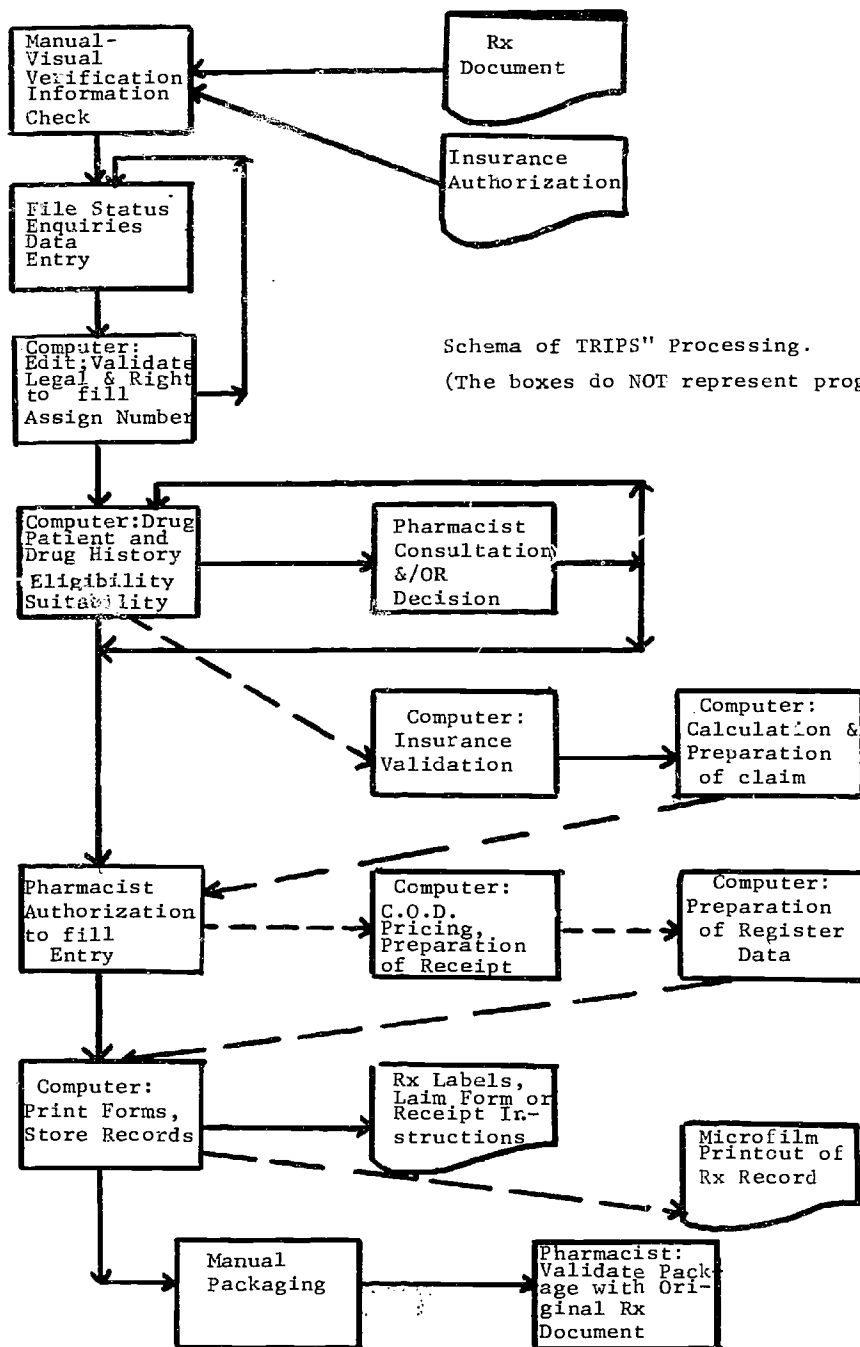 Manual-
Visual
Verification
Information
Check
Rx
Document
Insurance
Authorization
File Status
Enquiries
Data
Entry
Computer:
Edit;Validate
Legal & Right
to fill
Assign Number
Schema of TRIPS" Processing.
(The boxes do NOT represent prog
Computer:Drug
Patient and
Drug History
Eligibility
Suitability
Pharmacist
Consultation
&/OR
Decision
Computer:
Insurance
Validation
Computer:
Calculation &
Preparation
of claim
Pharmacist
Authorization
to fill
Entry
Computer:
C.O.D.
Pricing,
Preparation
of Receipt
Computer:
Preparation
of Register
Data
Computer:
Print Forms,
Store Records
Rx Labels,
Laim Form or
Receipt In-
structions
Microfilm
Printout of
Rx Record
Manual
Packaging
Pharmacist:
Validate Pack-
age with Ori-
ginal Rx
Document